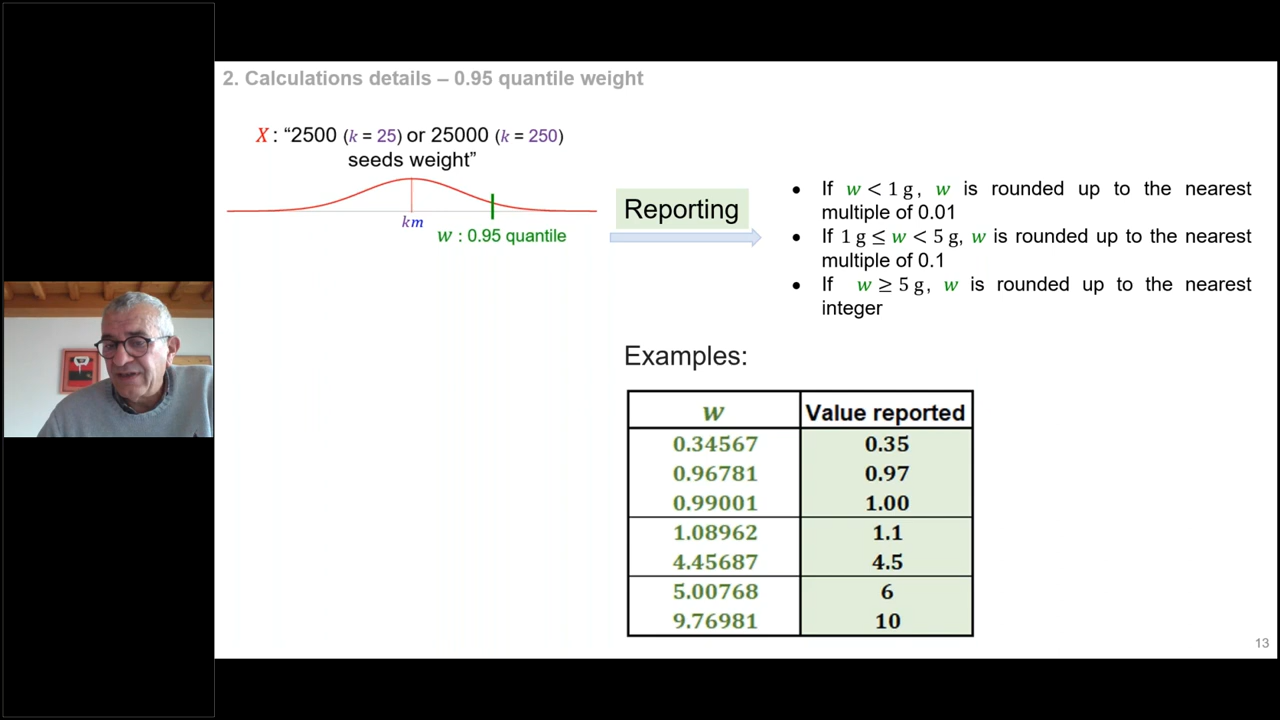 2. Calculations details – 0.95 quantile weight
X : “2500 (k = 25) or 25000 (k = 250)
seeds weight”
km
w : 0.95 quantile
Reporting
• If w < 1 g, w is rounded up to the nearest
multiple of 0.01
• If 1 g ≤ w < 5 g, w is rounded up to the nearest
multiple of 0.1
• If w ≥ 5 g, w is rounded up to the nearest
integer
Examples:
w Value reported
0.34567 0.35
0.96781 0.97
0.99001 1.00
1.08962 1.1
4.45687 4.5
5.00768 6
9.76981 10
13